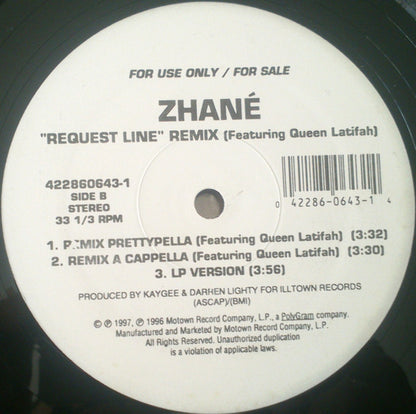 FOR USE ONLY / FOR SALE
ZHANÉ
"REQUEST LINE" REMIX (Featuring Queen Latifah)
422860643-1
SIDE B
STEREO
33 1/3 RPM
0 42286-0643-1 4
1. REMIX PRETTYPELLA (Featuring Queen Latifah) (3:32)
2. REMIX A CAPPELLA (Featuring Queen Latifah) (3:30)
3. LP VERSION (3:56)
PRODUCED BY KAYGEE & DARREN LIGHTY FOR ILLTOWN RECORDS
(ASCAP)/(BMI)
© ℗ 1997, ℗ 1996 Motown Record Company, L.P., a PolyGram company.
Manufactured and Marketed by Motown Record Company, L.P.
All Rights Reserved. Unauthorized duplication
is a violation of applicable laws.